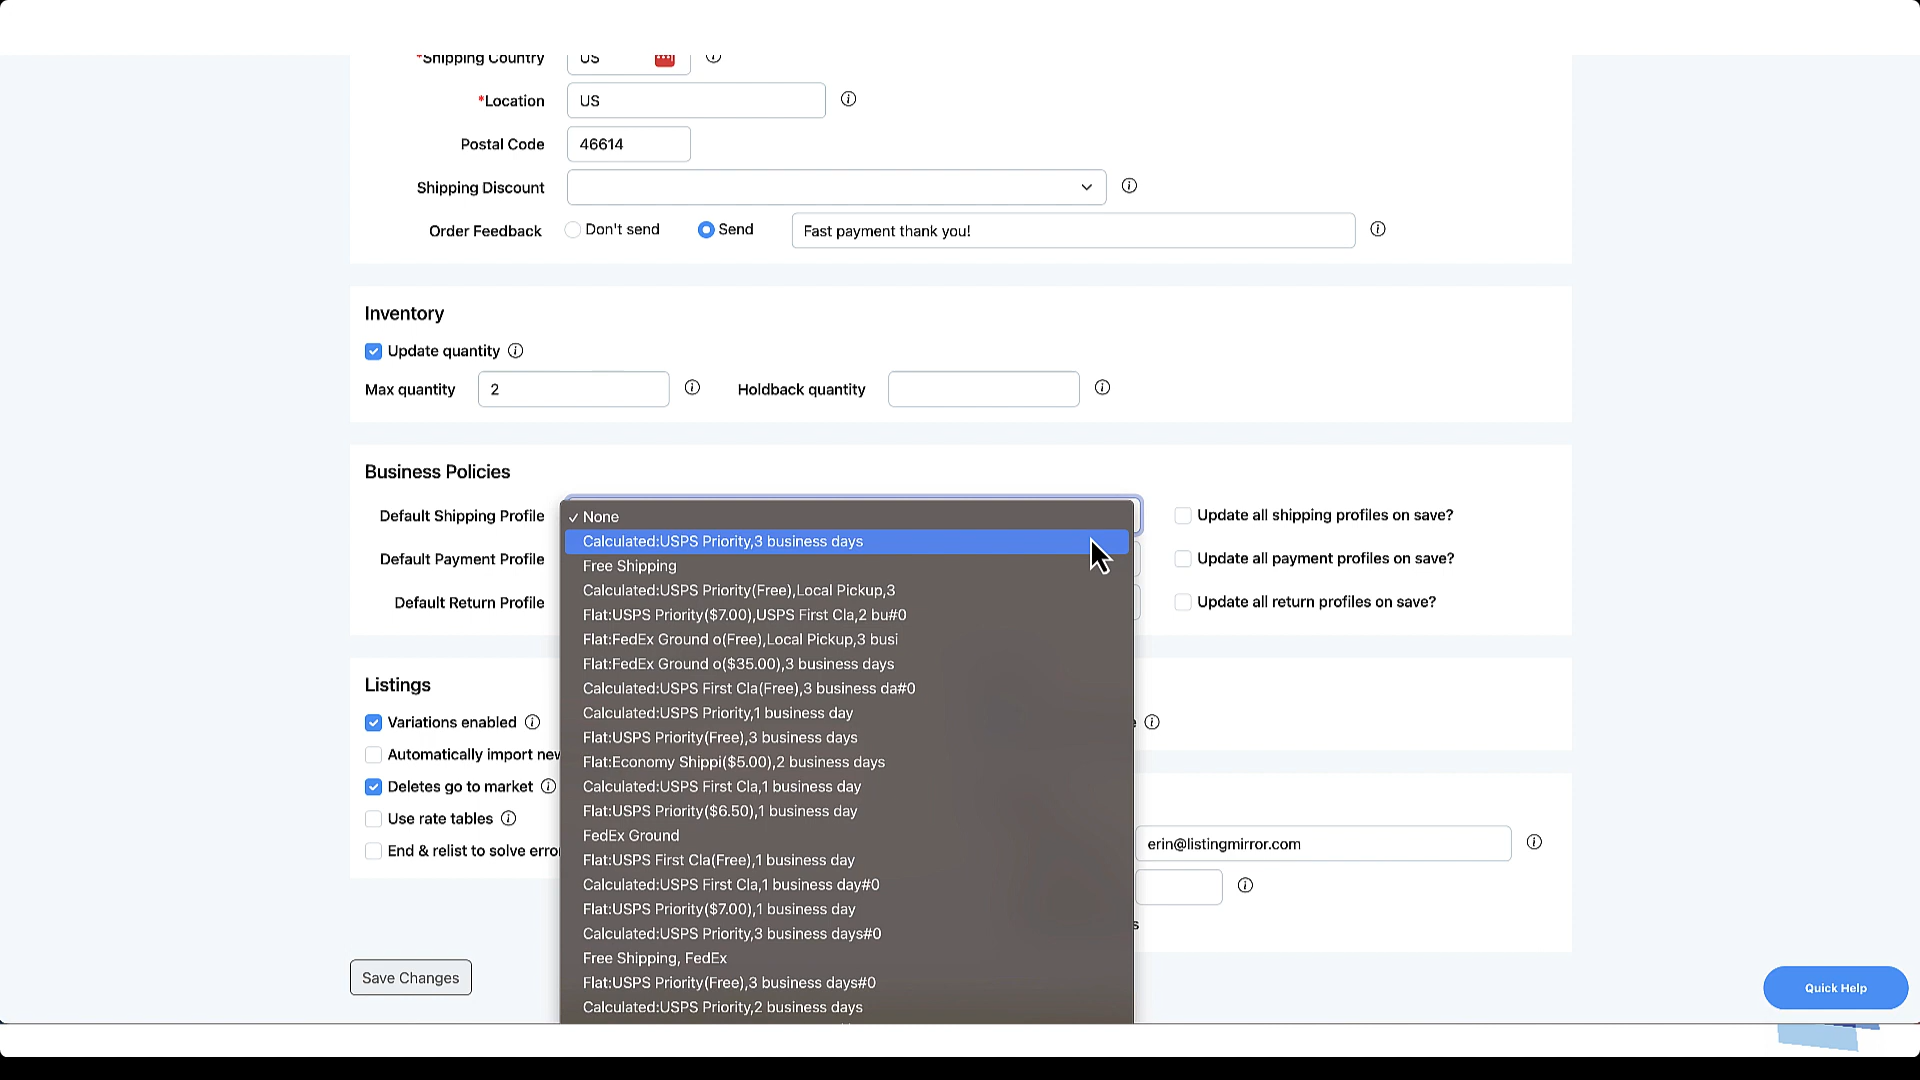 *Shipping Country US
*Location US
Postal Code 46614
Shipping Discount
Order Feedback Don't send Send Fast payment thank you!
Inventory
Update quantity
Max quantity 2 Holdback quantity
Business Policies
Default Shipping Profile
Default Payment Profile
Default Return Profile
✓ None
Calculated:USPS Priority,3 business days
Free Shipping
Calculated:USPS Priority(Free),Local Pickup,3
Flat:USPS Priority($7.00),USPS First Cla,2 bu#0
Flat:FedEx Ground o(Free),Local Pickup,3 busi
Flat:FedEx Ground o($35.00),3 business days
Calculated:USPS First Cla(Free),3 business da#0
Calculated:USPS Priority,1 business day
Flat:USPS Priority(Free),3 business days
Flat:Economy Shippi($5.00),2 business days
Calculated:USPS First Cla,1 business day
Flat:USPS Priority($6.50),1 business day
FedEx Ground
Flat:USPS First Cla(Free),1 business day
Calculated:USPS First Cla,1 business day#0
Flat:USPS Priority($7.00),1 business day
Calculated:USPS Priority,3 business days#0
Free Shipping, FedEx
Flat:USPS Priority(Free),3 business days#0
Calculated:USPS Priority,2 business days
Update all shipping profiles on save?
Update all payment profiles on save?
Update all return profiles on save?
Listings
Variations enabled
Automatically import new
Deletes go to market
Use rate tables
End & relist to solve erro
erin@listingmirror.com
Save Changes
Quick Help